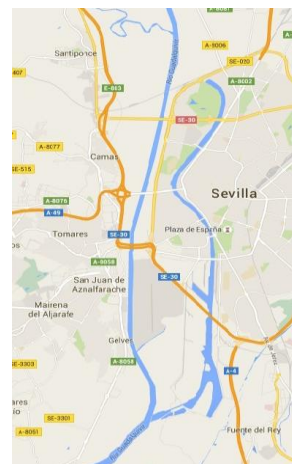 A-8006
SE-020
A-8002
Santiponce
E-803
SE-30
A-8077
Camas
SE-515
A-8076
A-49
Sevilla
Plaza de España
Tomares
SE-30
A-8058
San Juan de
Aznalfarache
SE-30
Mairena
del Aljarafe
Gelves
A-8058
SE-3303
A-4
SE-3301
A-8051
Fuente del Rey